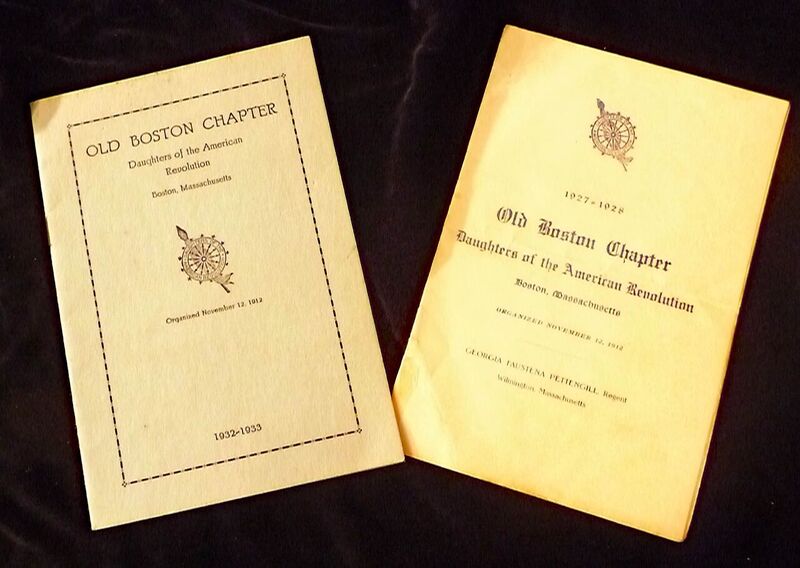 OLD BOSTON CHAPTER
Daughters of the American
Revolution
Boston, Massachusetts
Organized November 12, 1912
1932-1933
1927-1928
Old Boston Chapter
Daughters of the American Revolution
Boston, Massachusetts
ORGANIZED NOVEMBER 12, 1912
GEORGIA FAUSTENA PETTENGILL, Regent
Wilmington, Massachusetts